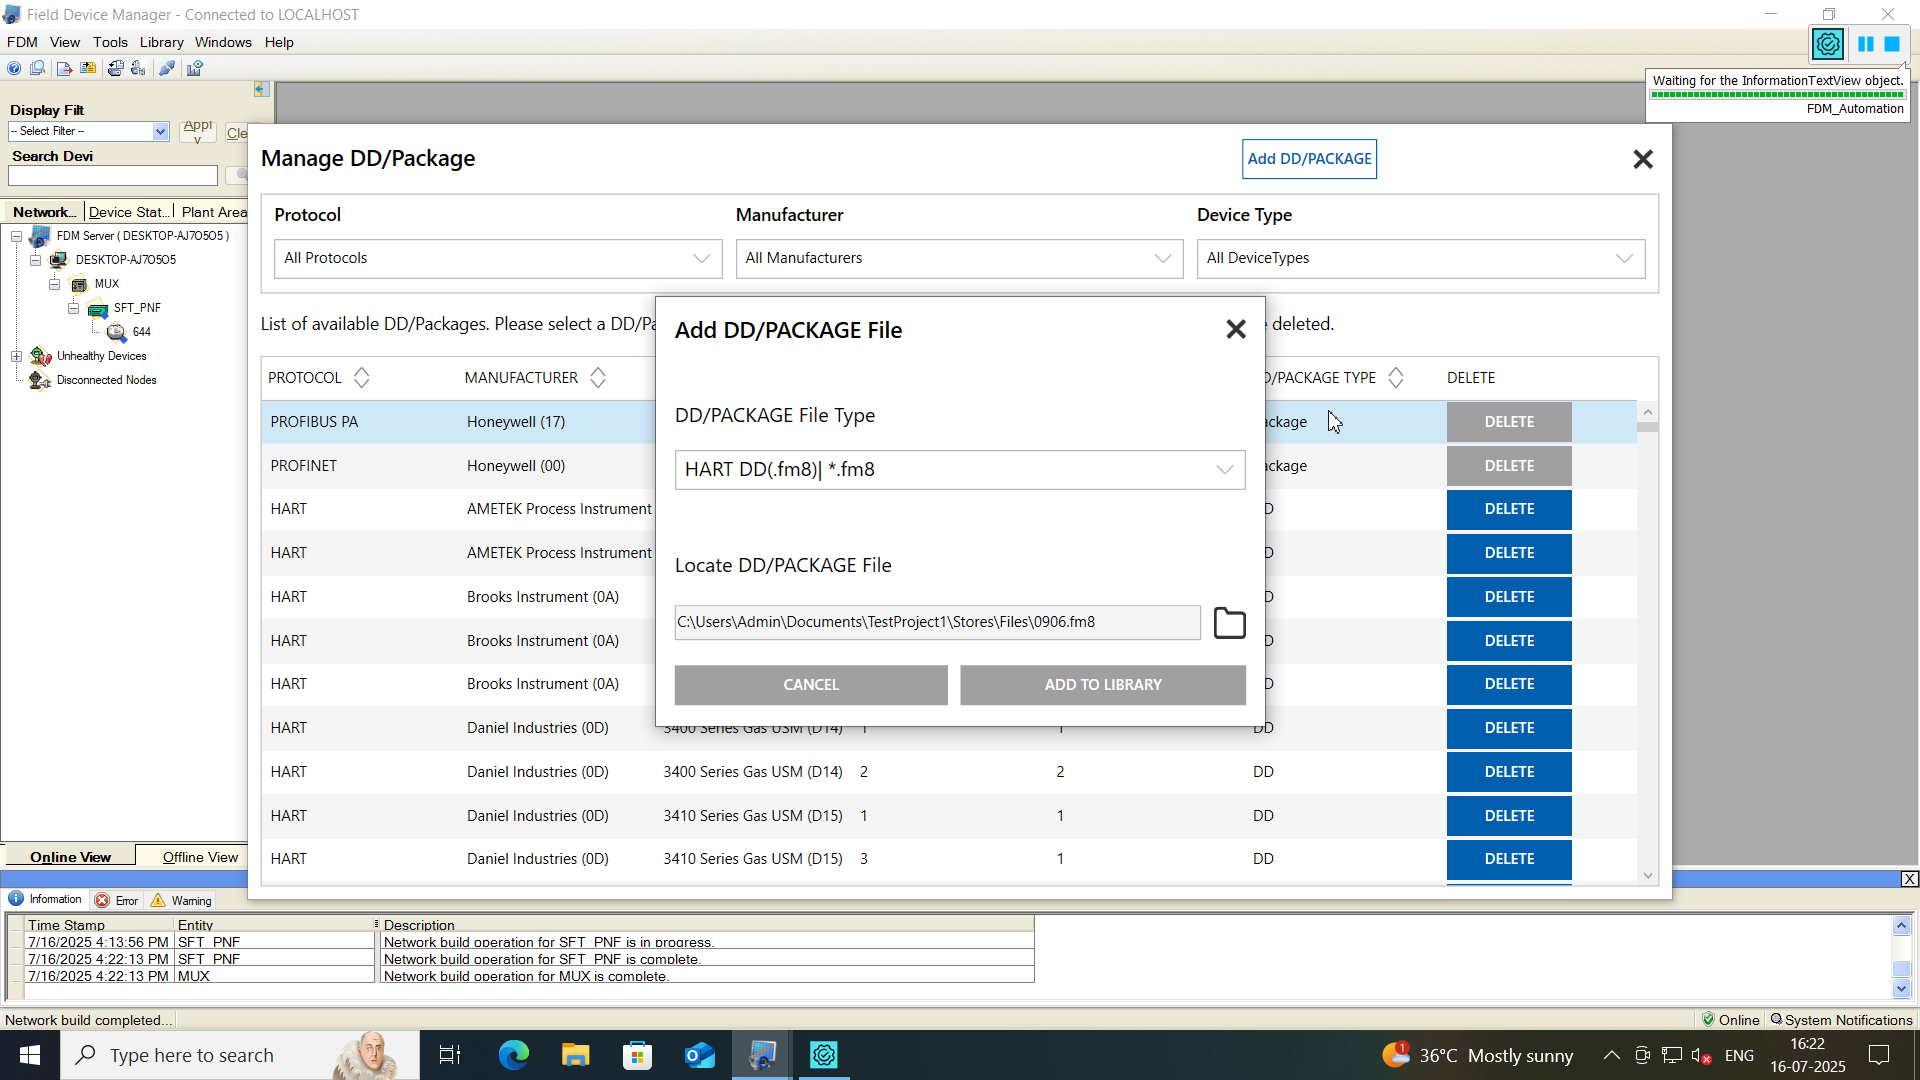 Field Device Manager - Connected to LOCALHOST
FDM View Tools Library Windows Help
Waiting for the InformationTextView object.
FDM_Automation
Display Filt
-- Select Filter --
Appl
y
Cle
Search Devi
Network...
Device Stat...
Plant Area
FDM Server ( DESKTOP-AJ7O5O5 )
DESKTOP-AJ7O5O5
MUX
SFT_PNF
644
Unhealthy Devices
Disconnected Nodes
Online View
Offline View
Manage DD/Package
Add DD/PACKAGE
Protocol Manufacturer Device Type
All Protocols All Manufacturers All DeviceTypes
List of available DD/Packages. Please select a DD/Pa
e deleted.
PROTOCOL MANUFACTURER D/PACKAGE TYPE DELETE
PROFIBUS PA Honeywell (17) ackage DELETE
PROFINET Honeywell (00) ackage DELETE
HART AMETEK Process Instrument D DELETE
HART AMETEK Process Instrument D DELETE
HART Brooks Instrument (0A) D DELETE
HART Brooks Instrument (0A) D DELETE
HART Brooks Instrument (0A) D DELETE
HART Daniel Industries (0D) 3400 Series Gas USM (D14) 1 1 DD DELETE
HART Daniel Industries (0D) 3400 Series Gas USM (D14) 2 2 DD DELETE
HART Daniel Industries (0D) 3410 Series Gas USM (D15) 1 1 DD DELETE
HART Daniel Industries (0D) 3410 Series Gas USM (D15) 3 1 DD DELETE
Add DD/PACKAGE File
DD/PACKAGE File Type
HART DD(.fm8)| *.fm8
Locate DD/PACKAGE File
C:\Users\Admin\Documents\TestProject1\Stores\Files\0906.fm8
CANCEL ADD TO LIBRARY
X
Information Error Warning
Time Stamp Entity Description
7/16/2025 4:13:56 PM SFT_PNF Network build operation for SFT_PNF is in progress.
7/16/2025 4:22:13 PM SFT_PNF Network build operation for SFT_PNF is complete.
7/16/2025 4:22:13 PM MUX Network build operation for MUX is complete.
Network build completed...
Online System Notifications
Type here to search
1
36°C Mostly sunny
ENG
16:22
16-07-2025